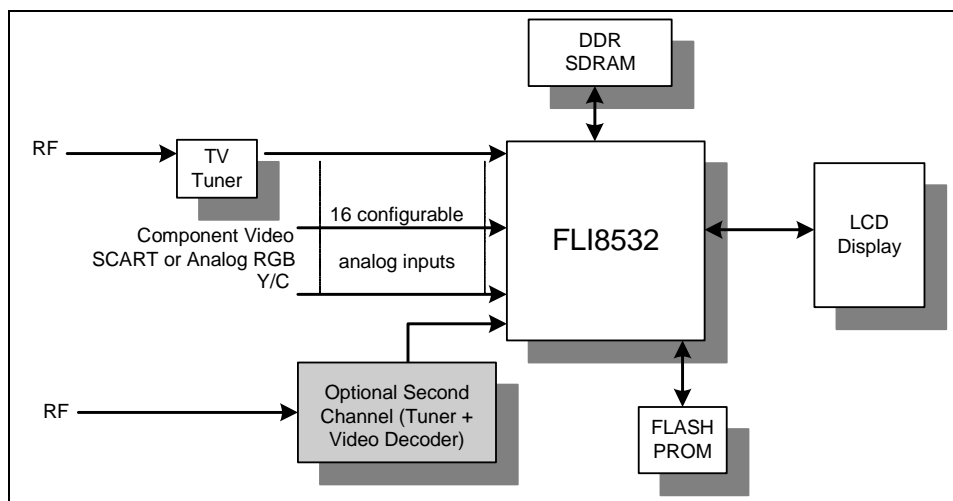 DDR
SDRAM
RF
TV
Tuner
16 configurable
Component Video
SCART or Analog RGB
Y/C
analog inputs
FLI8532
LCD
Display
RF
Optional Second
Channel (Tuner +
Video Decoder)
FLASH
PROM